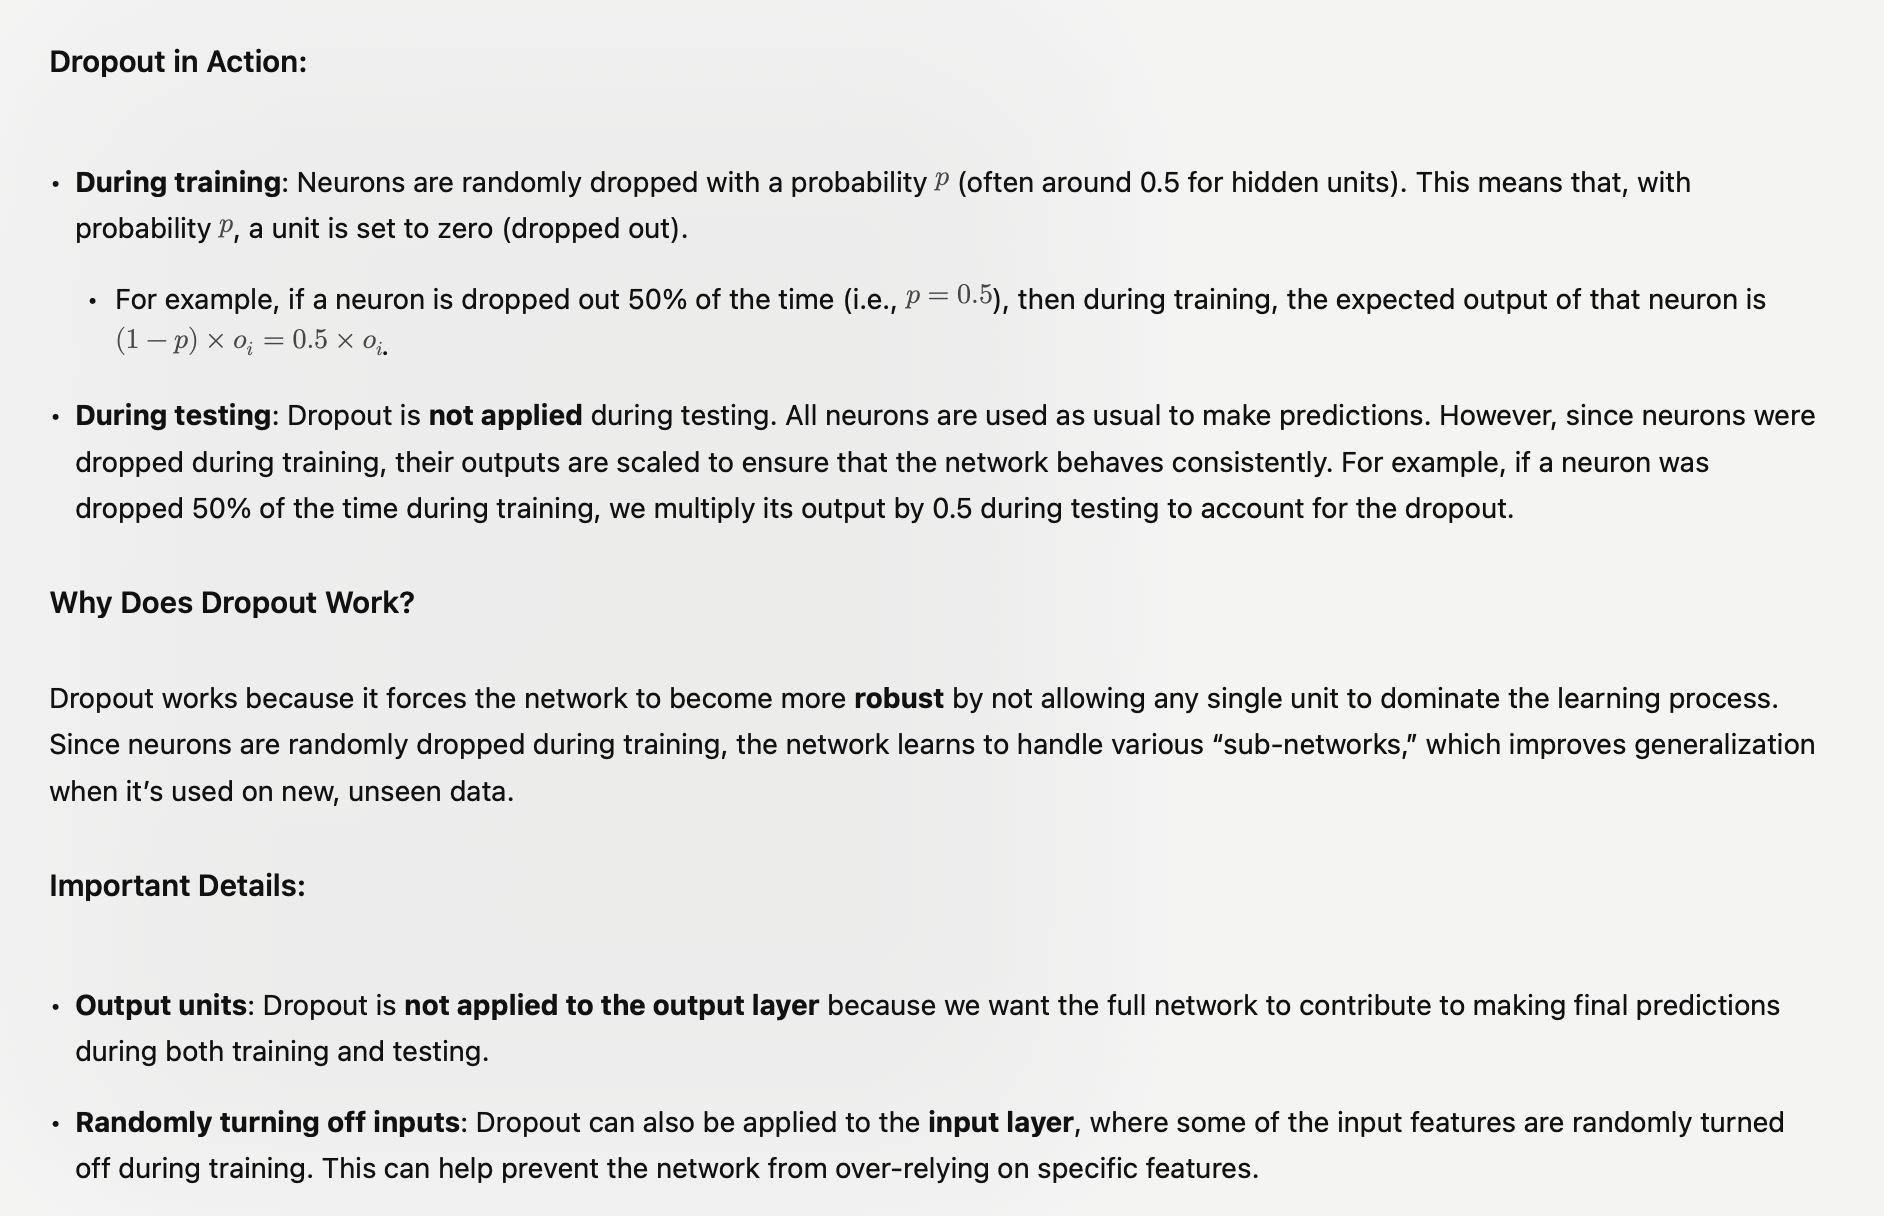 Dropout in Action:
• During training: Neurons are randomly dropped with a probability p (often around 0.5 for hidden units). This means that, with
probability p, a unit is set to zero (dropped out).
• For example, if a neuron is dropped out 50% of the time (i.e., p = 0.5), then during training, the expected output of that neuron is
(1 − p) × oᵢ = 0.5 × oᵢ.
• During testing: Dropout is not applied during testing. All neurons are used as usual to make predictions. However, since neurons were
dropped during training, their outputs are scaled to ensure that the network behaves consistently. For example, if a neuron was
dropped 50% of the time during training, we multiply its output by 0.5 during testing to account for the dropout.
Why Does Dropout Work?
Dropout works because it forces the network to become more robust by not allowing any single unit to dominate the learning process.
Since neurons are randomly dropped during training, the network learns to handle various “sub-networks,” which improves generalization
when it’s used on new, unseen data.
Important Details:
• Output units: Dropout is not applied to the output layer because we want the full network to contribute to making final predictions
during both training and testing.
• Randomly turning off inputs: Dropout can also be applied to the input layer, where some of the input features are randomly turned
off during training. This can help prevent the network from over-relying on specific features.